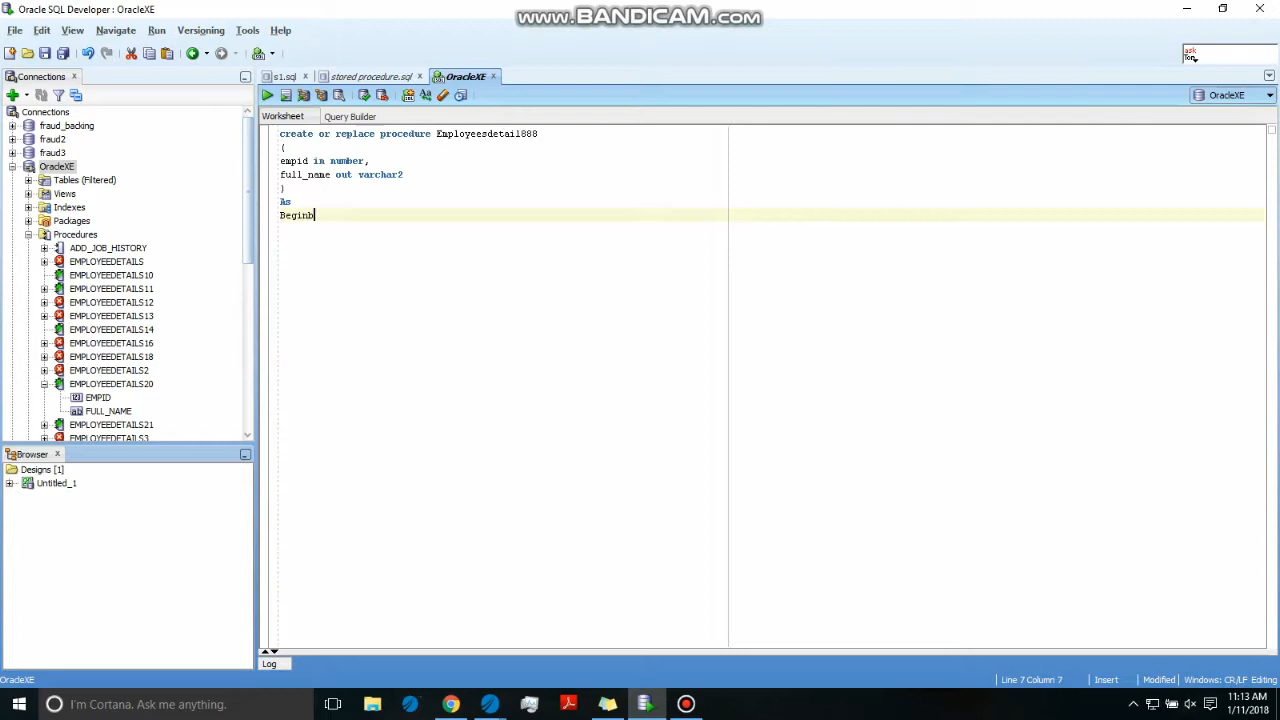 Oracle SQL Developer : OracleXE
www.BANDICAM.com
File Edit View Navigate Run Versioning Tools Help
ask
Tom
Connections
s1.sql
stored procedure.sql
OracleXE
OracleXE
Connections
Worksheet
Query Builder
fraud_backing
fraud2
fraud3
OracleXE
Tables (Filtered)
Views
Indexes
Packages
Procedures
ADD_JOB_HISTORY
EMPLOYEEDETAILS
EMPLOYEEDETAILS10
EMPLOYEEDETAILS11
EMPLOYEEDETAILS12
EMPLOYEEDETAILS13
EMPLOYEEDETAILS14
EMPLOYEEDETAILS16
EMPLOYEEDETAILS18
EMPLOYEEDETAILS2
EMPLOYEEDETAILS20
EMPID
FULL_NAME
EMPLOYEEDETAILS21
EMPLOYEEDETAILS3
create or replace procedure Employeesdetail888
{
empid in number,
full_name out varchar2
}
As
Beginb
Browser
Designs [1]
Untitled_1
Log
OracleXE
Line 7 Column 7
Insert
Modified
Windows: CR/LF Editing
I'm Cortana. Ask me anything.
11:13 AM
1/11/2018